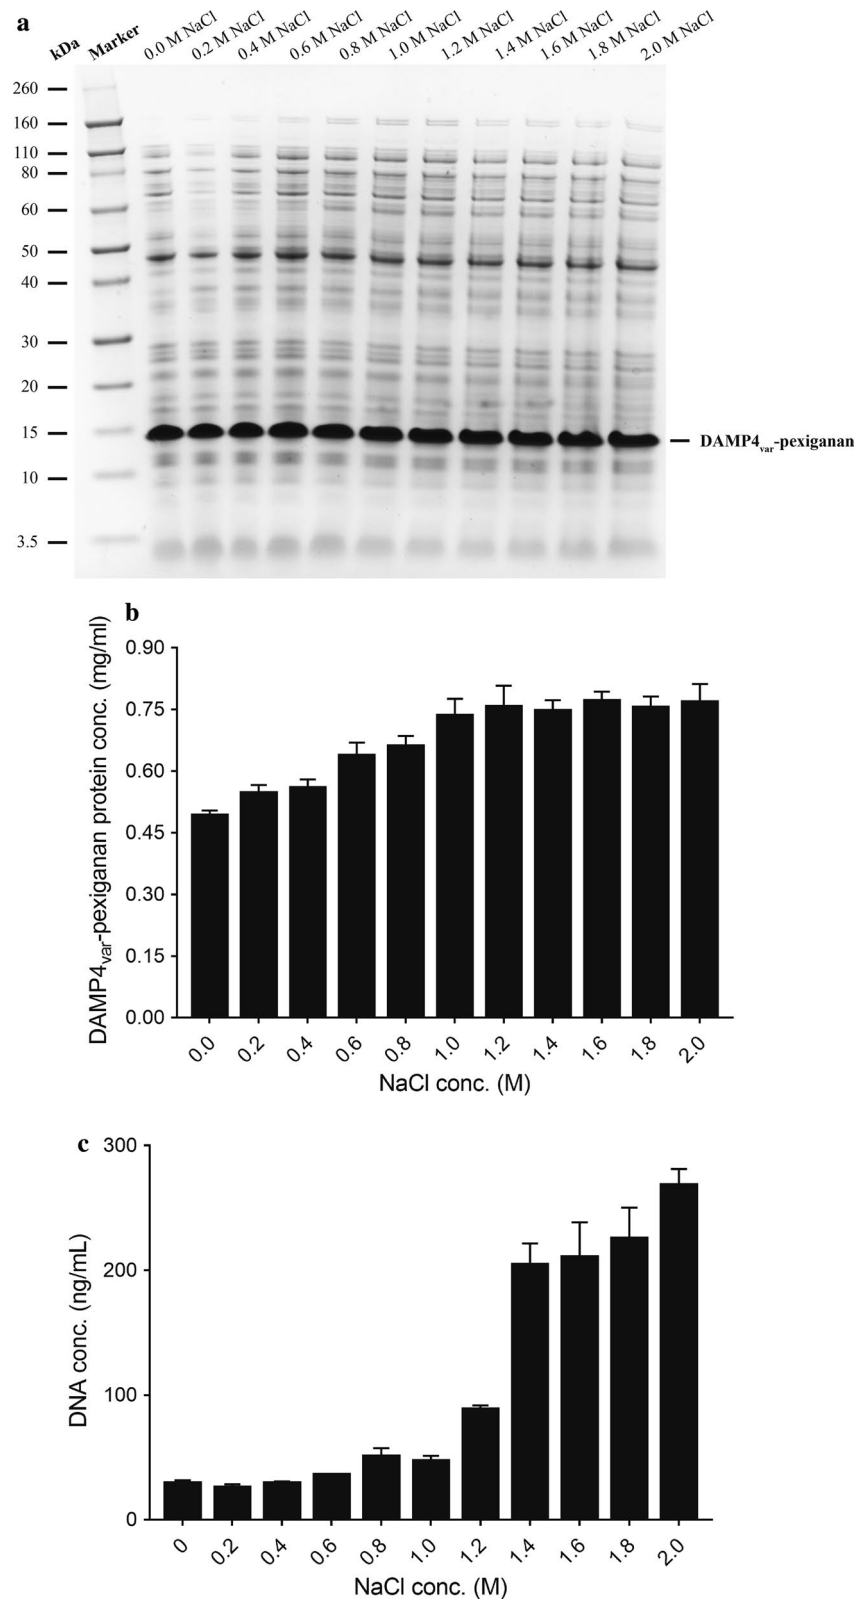 a
kDa
Marker
0.0 M NaCl
0.2 M NaCl
0.4 M NaCl
0.6 M NaCl
0.8 M NaCl
1.0 M NaCl
1.2 M NaCl
1.4 M NaCl
1.6 M NaCl
1.8 M NaCl
2.0 M NaCl
260
160
110
80
60
50
40
30
20
15
10
3.5
DAMP4var-pexiganan
b
DAMP4var-pexiganan protein conc. (mg/ml)
0.90
0.75
0.60
0.45
0.30
0.15
0.00
0.0 0.2 0.4 0.6 0.8 1.0 1.2 1.4 1.6 1.8 2.0
NaCl conc. (M)
c
DNA conc. (ng/mL)
300
200
100
0
0 0.2 0.4 0.6 0.8 1.0 1.2 1.4 1.6 1.8 2.0
NaCl conc. (M)